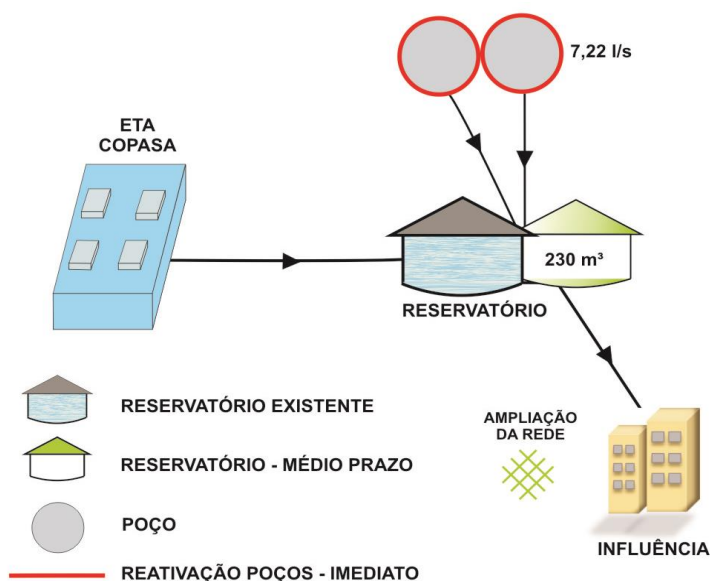 7,22 l/s
ETA
COPASA
230 m³
RESERVATÓRIO
RESERVATÓRIO EXISTENTE
RESERVATÓRIO - MÉDIO PRAZO
POÇO
REATIVAÇÃO POÇOS - IMEDIATO
AMPLIAÇÃO
DA REDE
INFLUÊNCIA